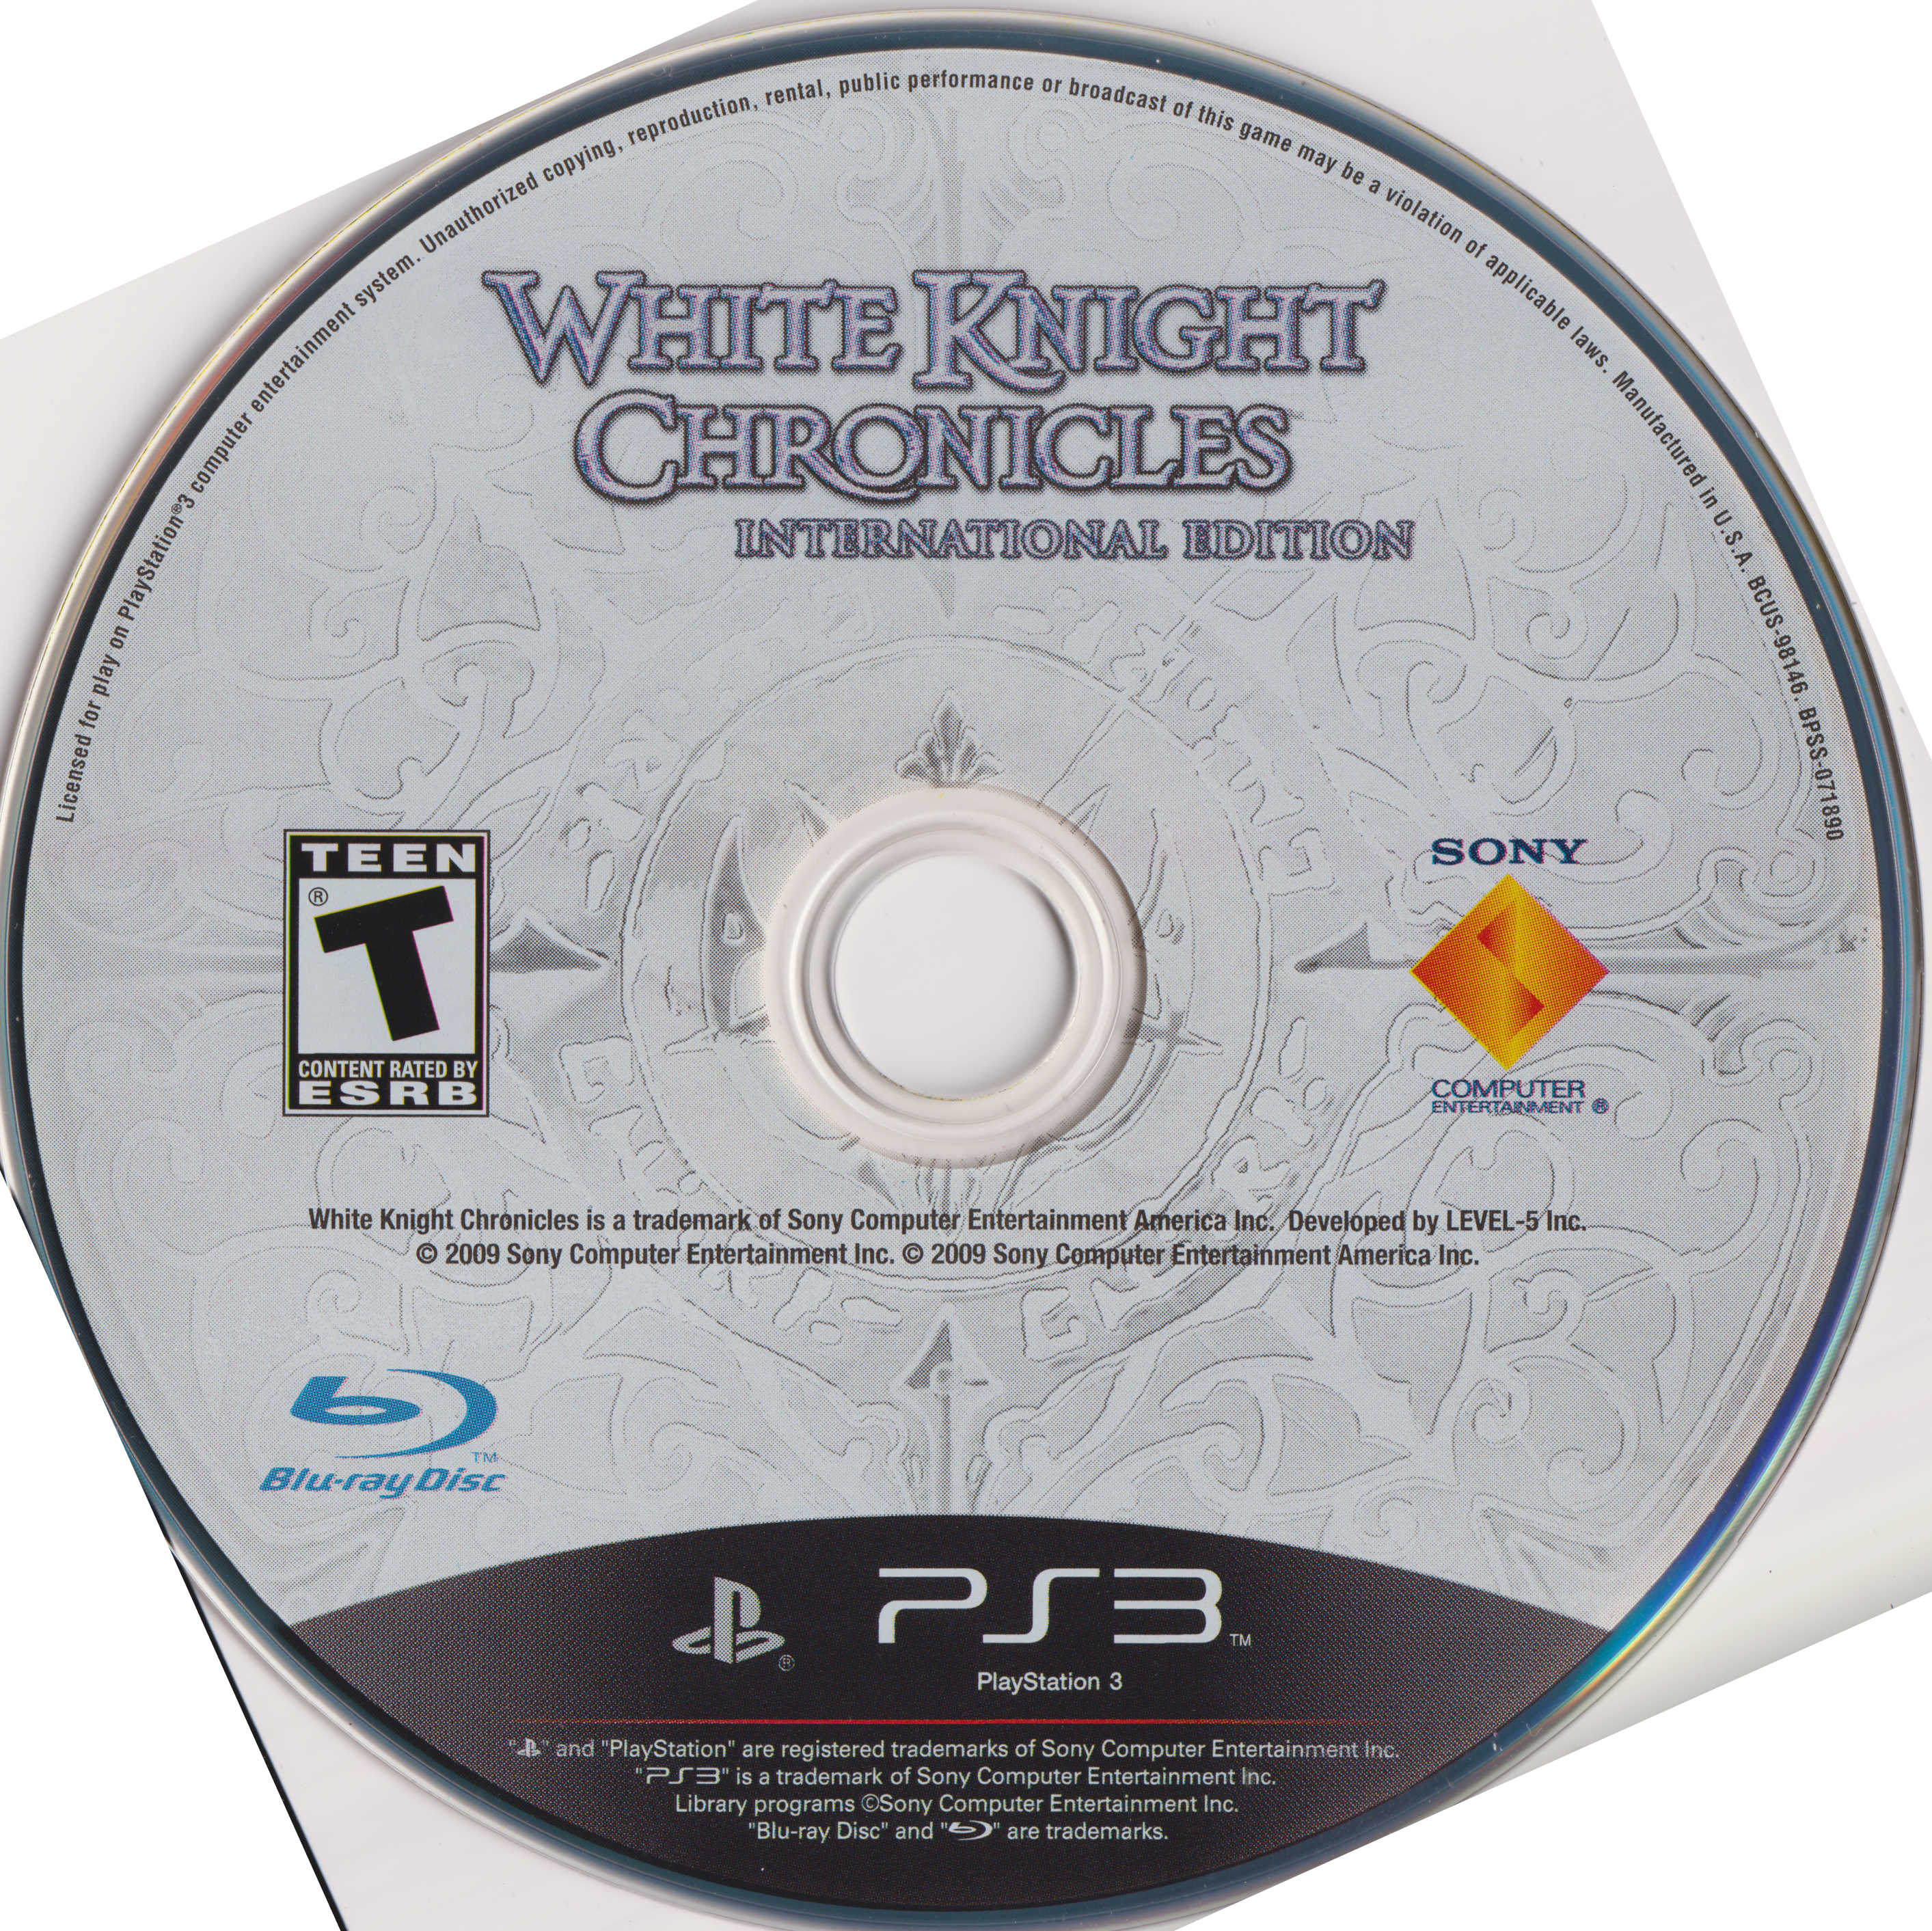 Licensed for play on PlayStation®3 computer entertainment system. Unauthorized copying, reproduction, rental, public performance or broadcast of this game may be a violation of applicable laws. Manufactured in U.S.A. BCUS-98146. BPSS-071890
WHITE KNIGHT
CHRONICLES
INTERNATIONAL EDITION
TEEN
®
T
CONTENT RATED BY
ESRB
SONY
COMPUTER
ENTERTAINMENT ®
White Knight Chronicles is a trademark of Sony Computer Entertainment America Inc. Developed by LEVEL-5 Inc.
© 2009 Sony Computer Entertainment Inc. © 2009 Sony Computer Entertainment America Inc.
TM
Blu-ray Disc
® PS3 TM
PlayStation 3
"PS" and "PlayStation" are registered trademarks of Sony Computer Entertainment Inc.
"PS3" is a trademark of Sony Computer Entertainment Inc.
Library programs ©Sony Computer Entertainment Inc.
"Blu-ray Disc" and "b" are trademarks.